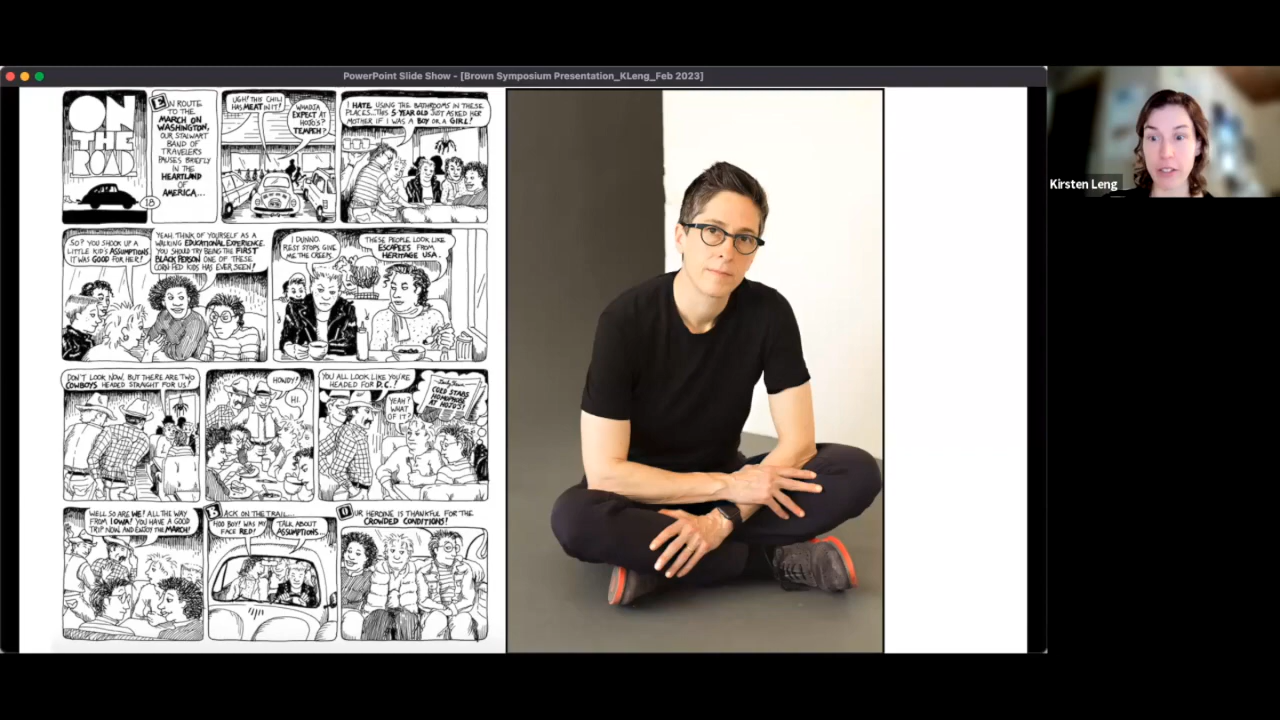 PowerPoint Slide Show - [Brown Symposium Presentation_KLeng_Feb 2023]
ON
THE
ROAD
18
EN ROUTE
TO THE
MARCH ON
WASHINGTON,
OUR STALWART
BAND OF
TRAVELERS
PAUSES BRIEFLY
IN THE
HEARTLAND
OF
AMERICA...
UGH! THIS CHILI
HAS MEAT IN IT!
WHADJA
EXPECT AT
HOJO'S?
TEMPEH?
I HATE USING THE BATHROOMS IN THESE
PLACES...THIS 5 YEAR OLD JUST ASKED HER
MOTHER IF I WAS A BOY OR A GIRL!
SO? YOU SHOOK UP A
LITTLE KID'S ASSUMPTIONS.
IT WAS GOOD FOR HER!
YEAH. THINK OF YOURSELF AS A
WALKING EDUCATIONAL EXPERIENCE.
YOU SHOULD TRY BEING THE FIRST
BLACK PERSON ONE OF THESE
CORN FED KIDS HAS EVER SEEN!
I DUNNO.
REST STOPS GIVE
ME THE CREEPS.
THESE PEOPLE LOOK LIKE
ESCAPEES FROM
HERITAGE USA.
DON'T LOOK NOW, BUT THERE ARE TWO
COWBOYS HEADED STRAIGHT FOR US!
HOWDY!
HI.
YOU ALL LOOK LIKE YOU'RE
HEADED FOR D.C.!
YEAH?
WHAT
OF IT?
COED STABS
HOMOPHOBE
AT HOJO'S!
WELL SO ARE WE! ALL THE WAY
FROM IOWA! YOU HAVE A GOOD
TRIP NOW, AND ENJOY THE MARCH!
BACK ON THE TRAIL...
HOO BOY! WAS MY
FACE RED!
TALK ABOUT
ASSUMPTIONS...
OUR HEROINE IS THANKFUL FOR THE
CROWDED CONDITIONS!
Kirsten Leng